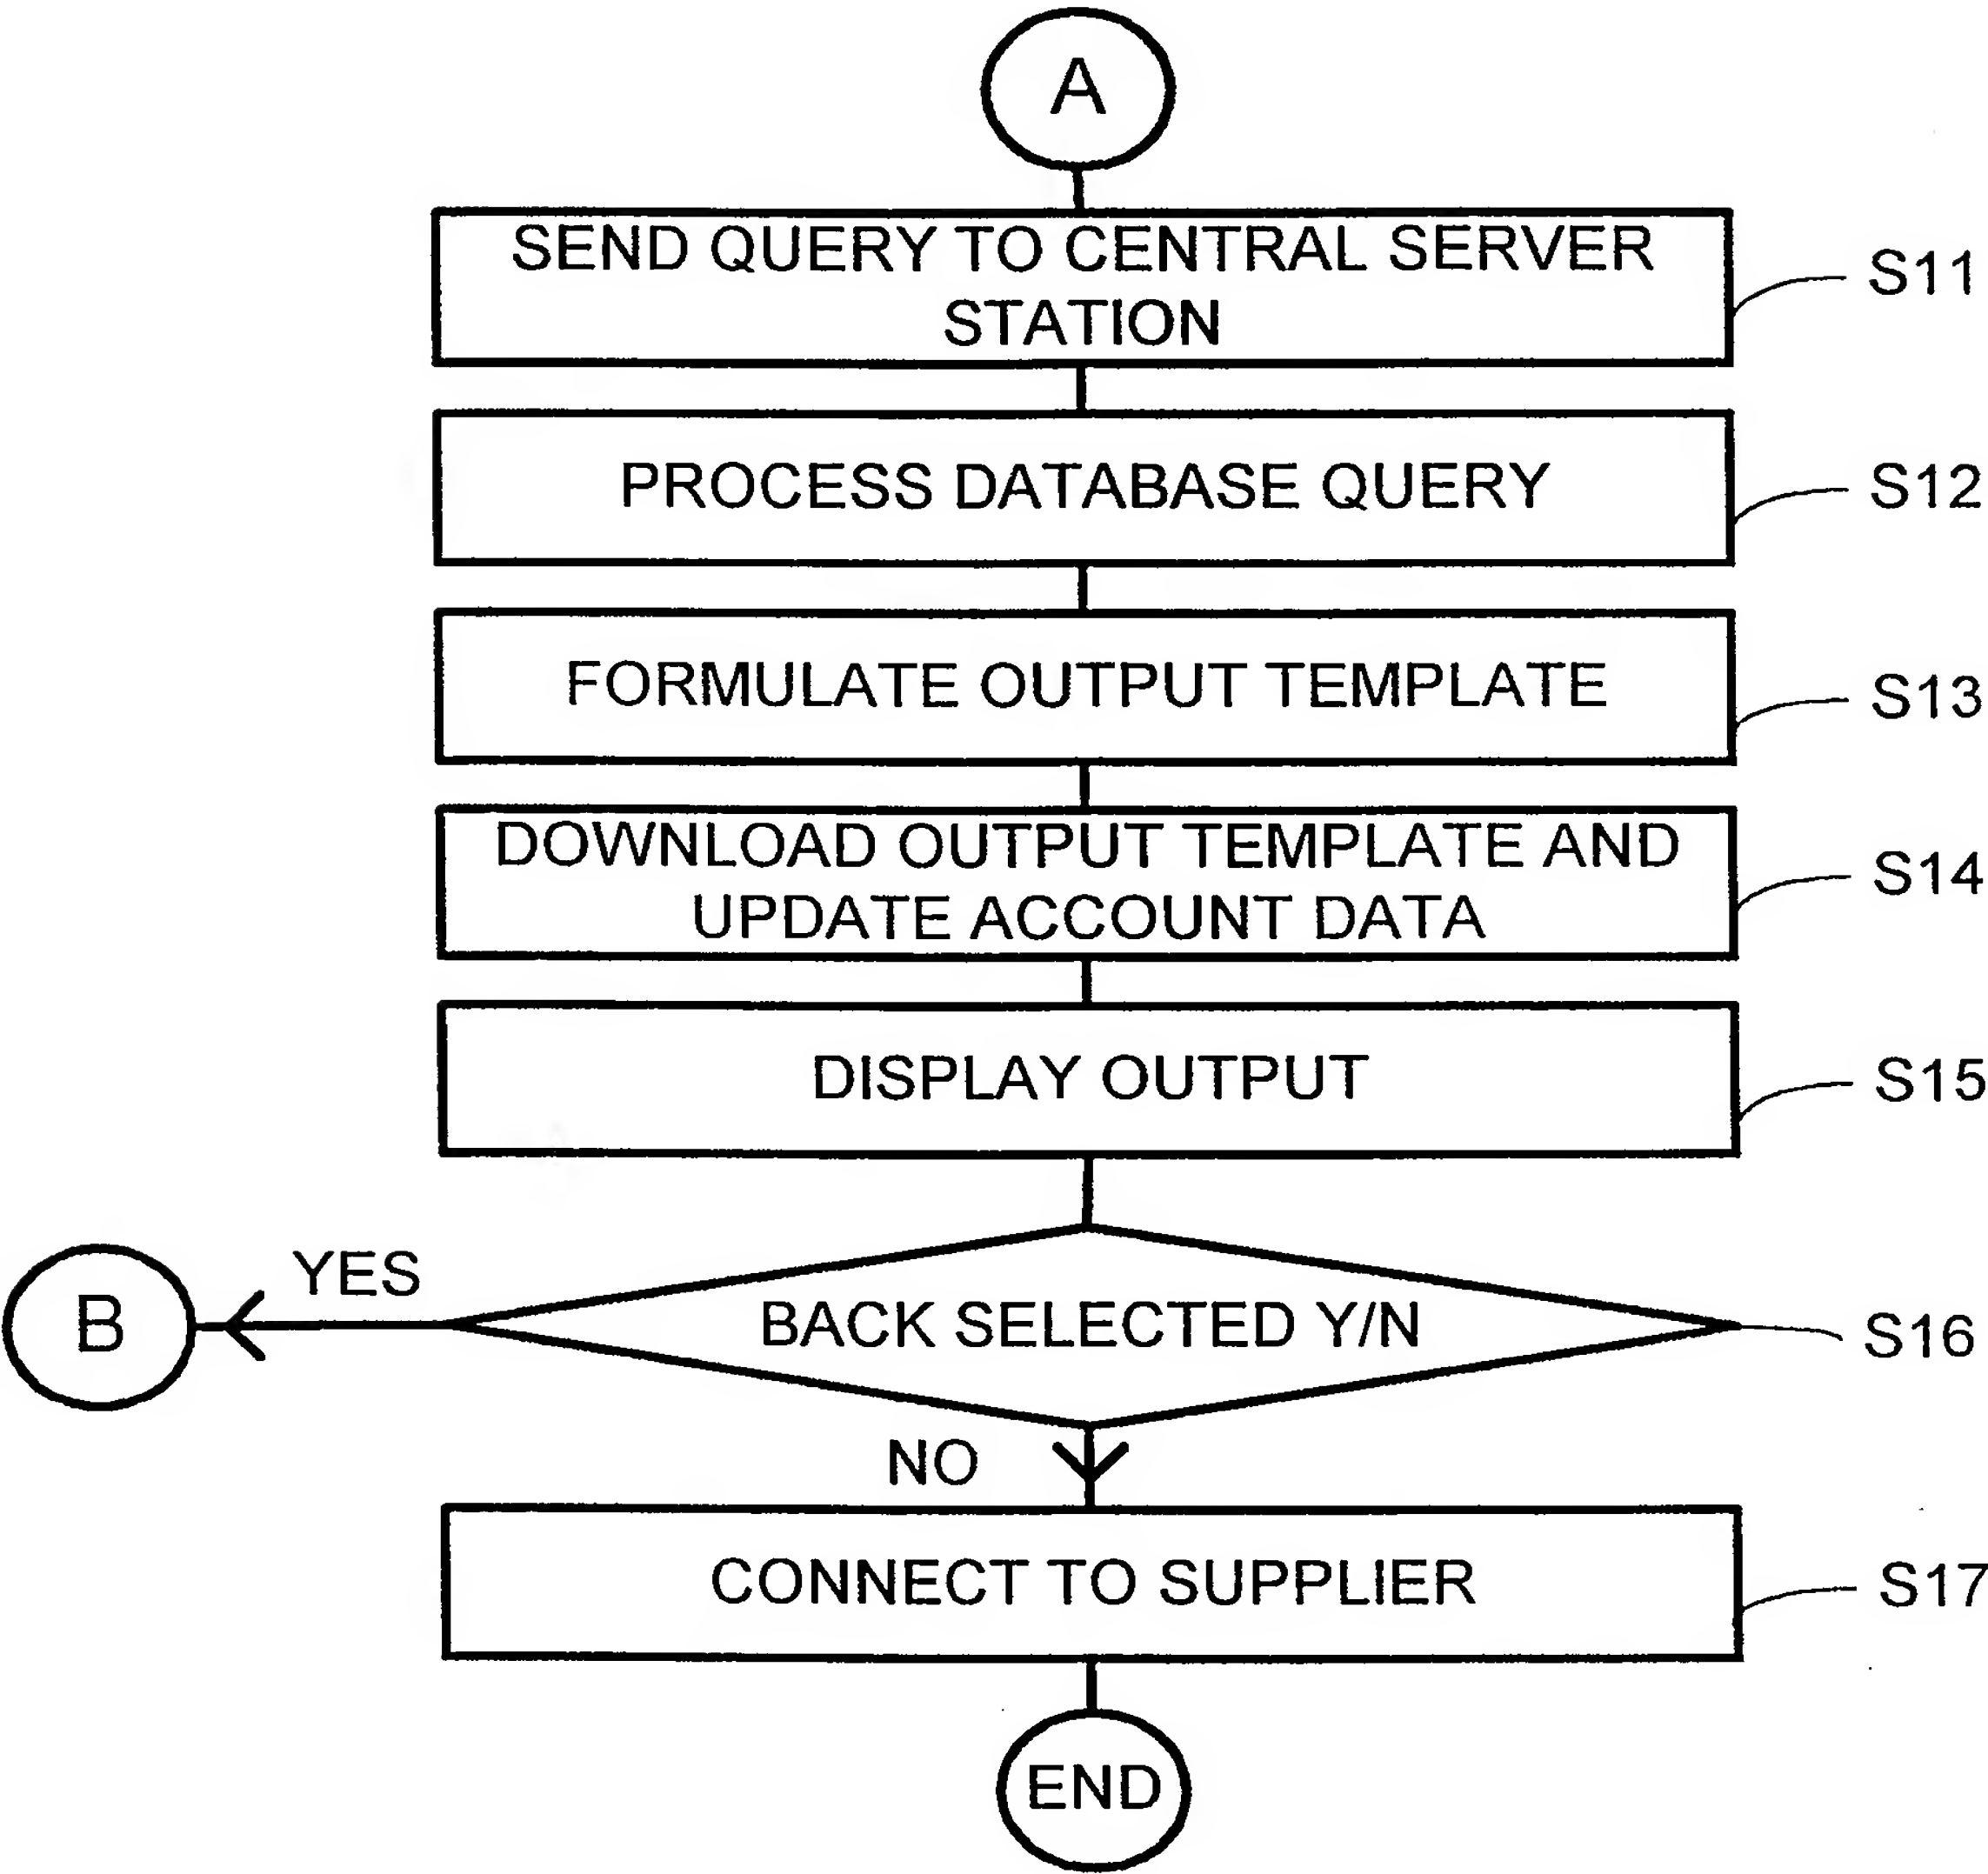 A
SEND QUERY TO CENTRAL SERVER
STATION
S11
PROCESS DATABASE QUERY
S12
FORMULATE OUTPUT TEMPLATE
S13
DOWNLOAD OUTPUT TEMPLATE AND
UPDATE ACCOUNT DATA
S14
DISPLAY OUTPUT
S15
YES
B
BACK SELECTED Y/N
S16
NO
CONNECT TO SUPPLIER
S17
END